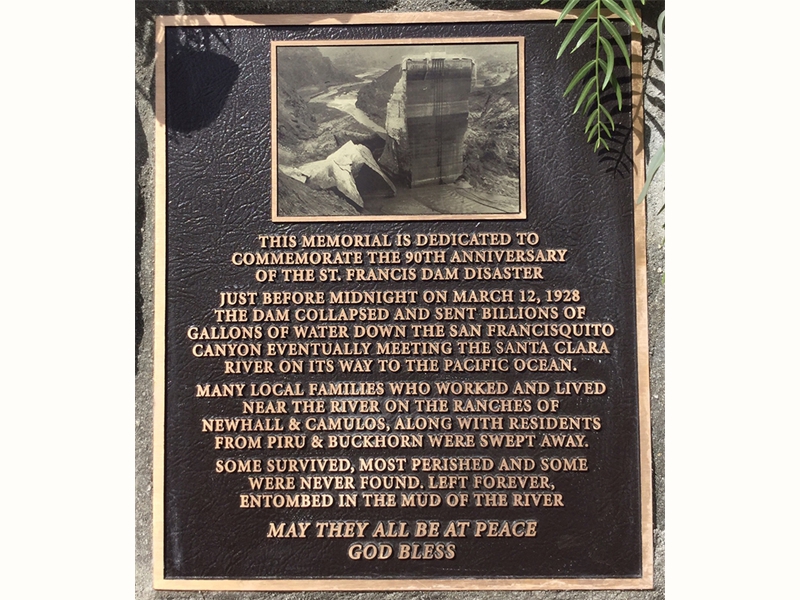 THIS MEMORIAL IS DEDICATED TO
COMMEMORATE THE 90TH ANNIVERSARY
OF THE ST. FRANCIS DAM DISASTER
JUST BEFORE MIDNIGHT ON MARCH 12, 1928
THE DAM COLLAPSED AND SENT BILLIONS OF
GALLONS OF WATER DOWN THE SAN FRANCISQUITO
CANYON EVENTUALLY MEETING THE SANTA CLARA
RIVER ON ITS WAY TO THE PACIFIC OCEAN.
MANY LOCAL FAMILIES WHO WORKED AND LIVED
NEAR THE RIVER ON THE RANCHES OF
NEWHALL & CAMULOS, ALONG WITH RESIDENTS
FROM PIRU & BUCKHORN WERE SWEPT AWAY.
SOME SURVIVED, MOST PERISHED AND SOME
WERE NEVER FOUND. LEFT FOREVER,
ENTOMBED IN THE MUD OF THE RIVER
MAY THEY ALL BE AT PEACE
GOD BLESS